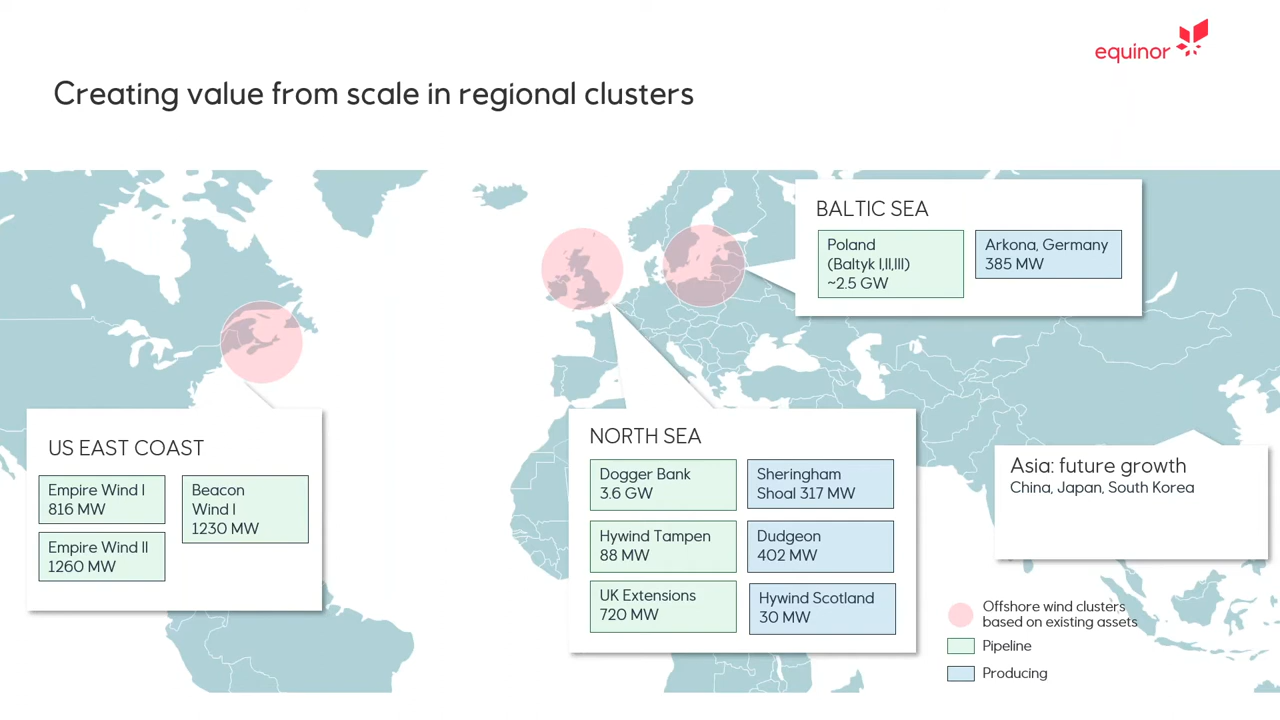 equinor
Creating value from scale in regional clusters
BALTIC SEA
Poland
(Baltyk I,II,III)
~2.5 GW
Arkona, Germany
385 MW
US EAST COAST
Empire Wind I
816 MW
Beacon
Wind I
1230 MW
Empire Wind II
1260 MW
NORTH SEA
Dogger Bank
3.6 GW
Sheringham
Shoal 317 MW
Hywind Tampen
88 MW
Dudgeon
402 MW
UK Extensions
720 MW
Hywind Scotland
30 MW
Asia: future growth
China, Japan, South Korea
Offshore wind clusters
based on existing assets
Pipeline
Producing